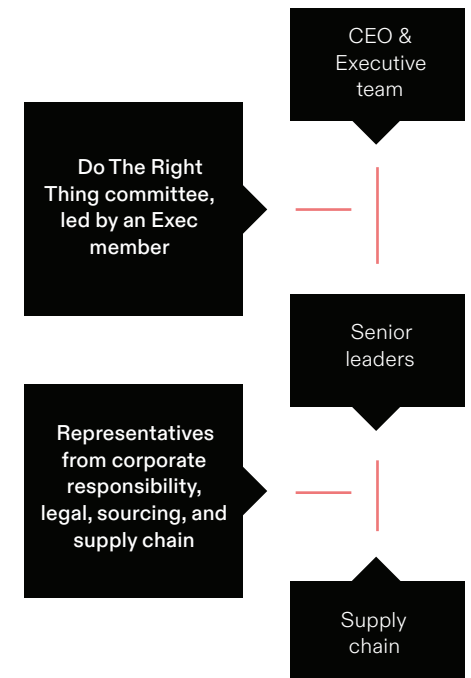 CEO &
Executive
team
Do The Right
Thing committee,
led by an Exec
member
Senior
leaders
Representatives
from corporate
responsibility,
legal, sourcing, and
supply chain
Supply
chain